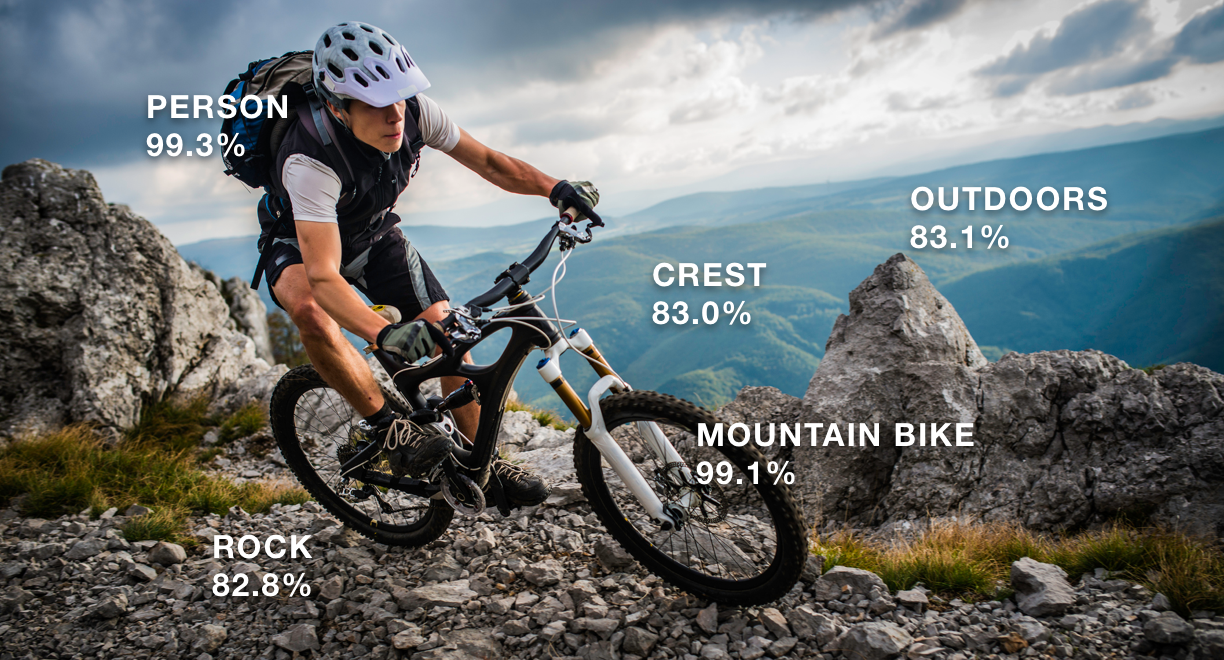 PERSON
99.3%
OUTDOORS
83.1%
CREST
83.0%
MOUNTAIN BIKE
99.1%
ROCK
82.8%